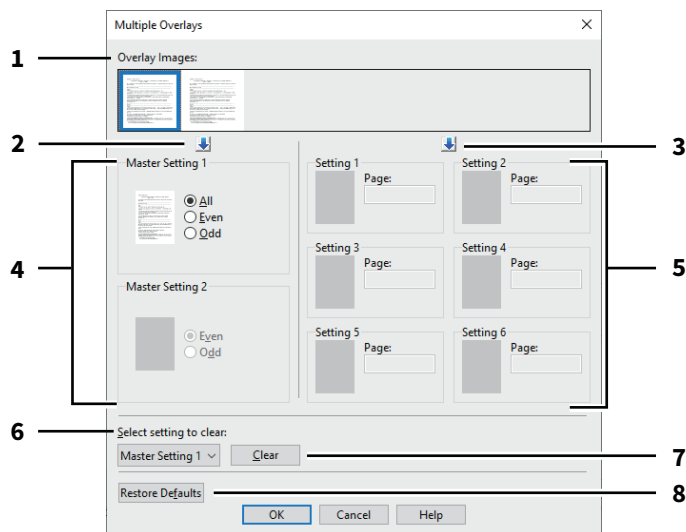 Multiple Overlays
1
Overlay Images:
2
3
Master Setting 1
All
Even
Odd
Setting 1
Page:
Setting 2
Page:
4
5
Setting 3
Page:
Setting 4
Page:
Master Setting 2
Even
Odd
Setting 5
Page:
Setting 6
Page:
6
Select setting to clear:
Master Setting 1
Clear
7
Restore Defaults
8
OK
Cancel
Help